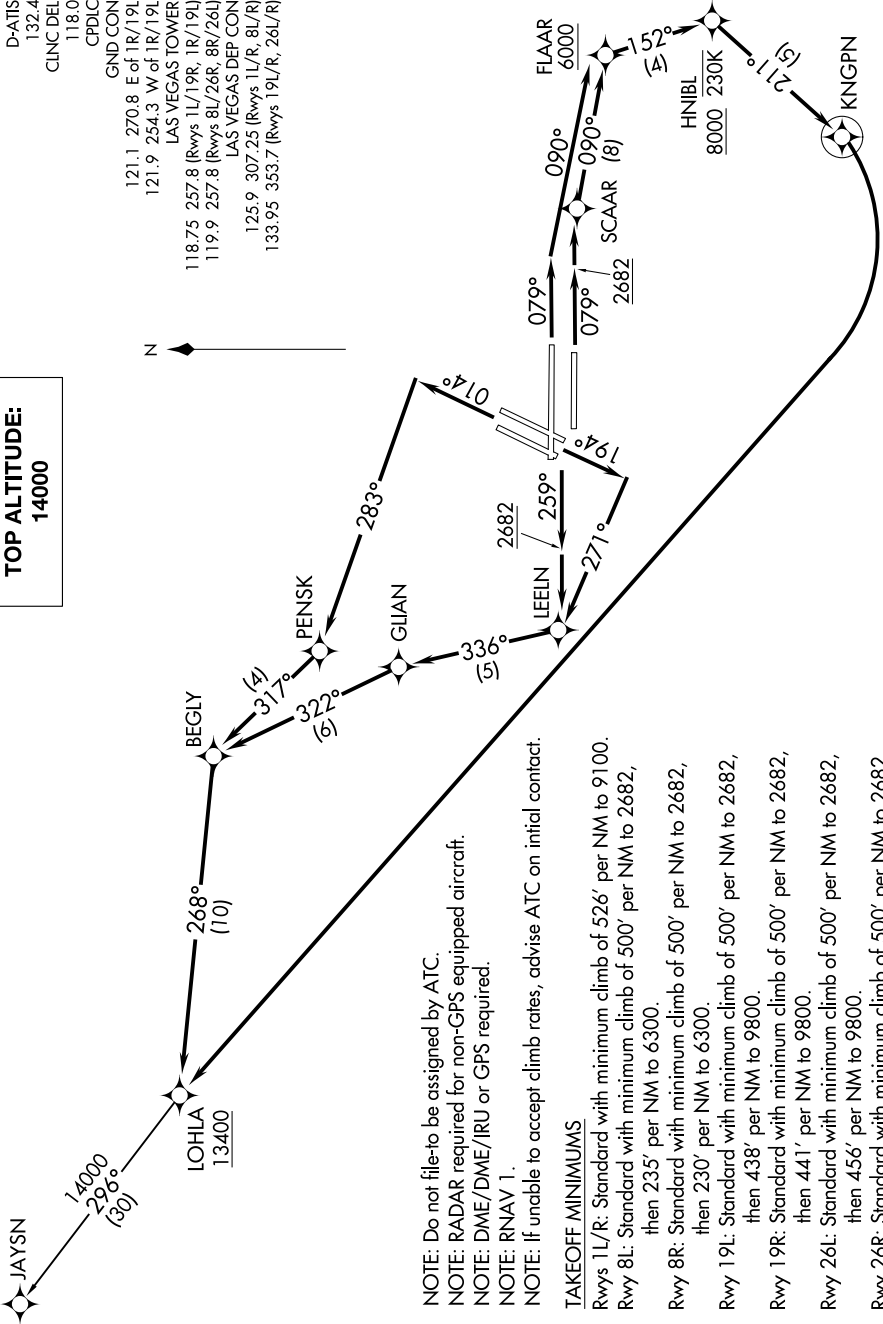 TOP ALTITUDE:
14000
D-ATIS
132.4
CLNC DEL
118.0
CPDLC
GND CON
121.1 270.8 E of 1R/19L
121.9 254.3 W of 1R/19L
LAS VEGAS TOWER
118.75 257.8 (Rwys 1L/19R, 1R/19L)
119.9 257.8 (Rwys 8L/26R, 8R/26L)
LAS VEGAS DEP CON
125.9 307.25 (Rwys 1L/R, 8L/R)
133.95 353.7 (Rwys 19L/R, 26L/R)
N
JAYSN
14000
296°
(30)
LOHLA
13400
268°
(10)
BEGLY
(4)
317°
PENSK
322°
(6)
GLIAN
283°
014°
336°
(5)
LEELN
2682
259°
271°
194°
079°
079°
2682
090°
090°
(8)
SCAAR
FLAAR
6000
152°
(4)
HNIBL
8000 230K
211°
(5)
KNGPN
NOTE: Do not file-to be assigned by ATC.
NOTE: RADAR required for non-GPS equipped aircraft.
NOTE: DME/DME/IRU or GPS required.
NOTE: RNAV 1.
NOTE: If unable to accept climb rates, advise ATC on intial contact.
TAKEOFF MINIMUMS
Rwys 1L/R: Standard with minimum climb of 526' per NM to 9100.
Rwy 8L: Standard with minimum climb of 500' per NM to 2682,
then 235' per NM to 6300.
Rwy 8R: Standard with minimum climb of 500' per NM to 2682,
then 230' per NM to 6300.
Rwy 19L: Standard with minimum climb of 500' per NM to 2682,
then 438' per NM to 9800.
Rwy 19R: Standard with minimum climb of 500' per NM to 2682,
then 441' per NM to 9800.
Rwy 26L: Standard with minimum climb of 500' per NM to 2682,
then 456' per NM to 9800.
Rwy 26R: Standard with minimum climb of 500' per NM to 2682